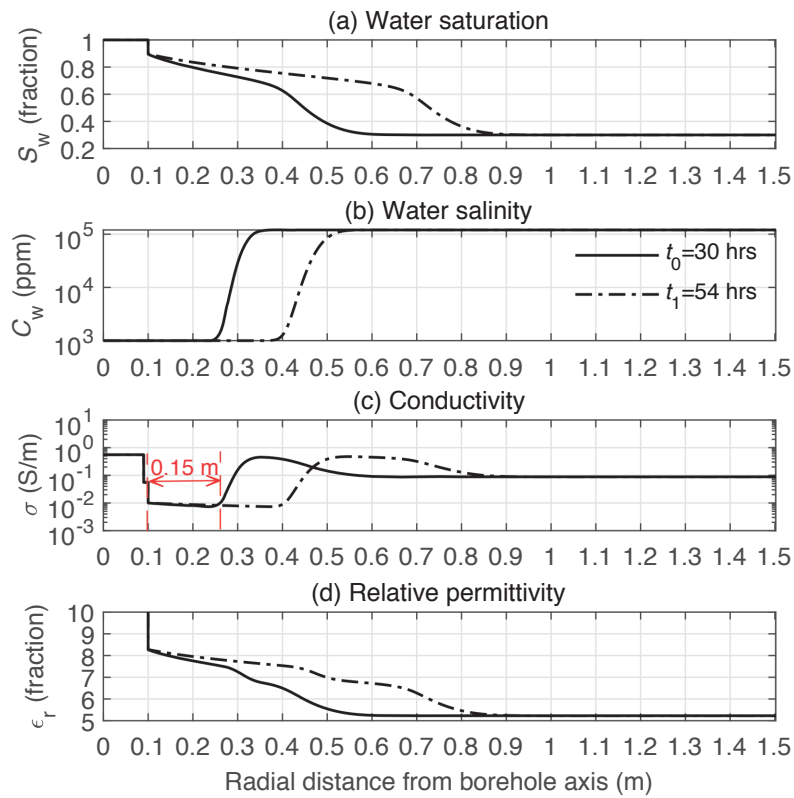 (a) Water saturation
S_w (fraction)
1
0.8
0.6
0.4
0.2
0 0.1 0.2 0.3 0.4 0.5 0.6 0.7 0.8 0.9 1 1.1 1.2 1.3 1.4 1.5
(b) Water salinity
C_w (ppm)
10^5
10^4
10^3
t_0=30 hrs
t_1=54 hrs
0 0.1 0.2 0.3 0.4 0.5 0.6 0.7 0.8 0.9 1 1.1 1.2 1.3 1.4 1.5
(c) Conductivity
σ (S/m)
10^1
10^0
10^-1
10^-2
10^-3
0.15 m
0 0.1 0.2 0.3 0.4 0.5 0.6 0.7 0.8 0.9 1 1.1 1.2 1.3 1.4 1.5
(d) Relative permittivity
ϵ_r (fraction)
10
9
8
7
6
5
0 0.1 0.2 0.3 0.4 0.5 0.6 0.7 0.8 0.9 1 1.1 1.2 1.3 1.4 1.5
Radial distance from borehole axis (m)